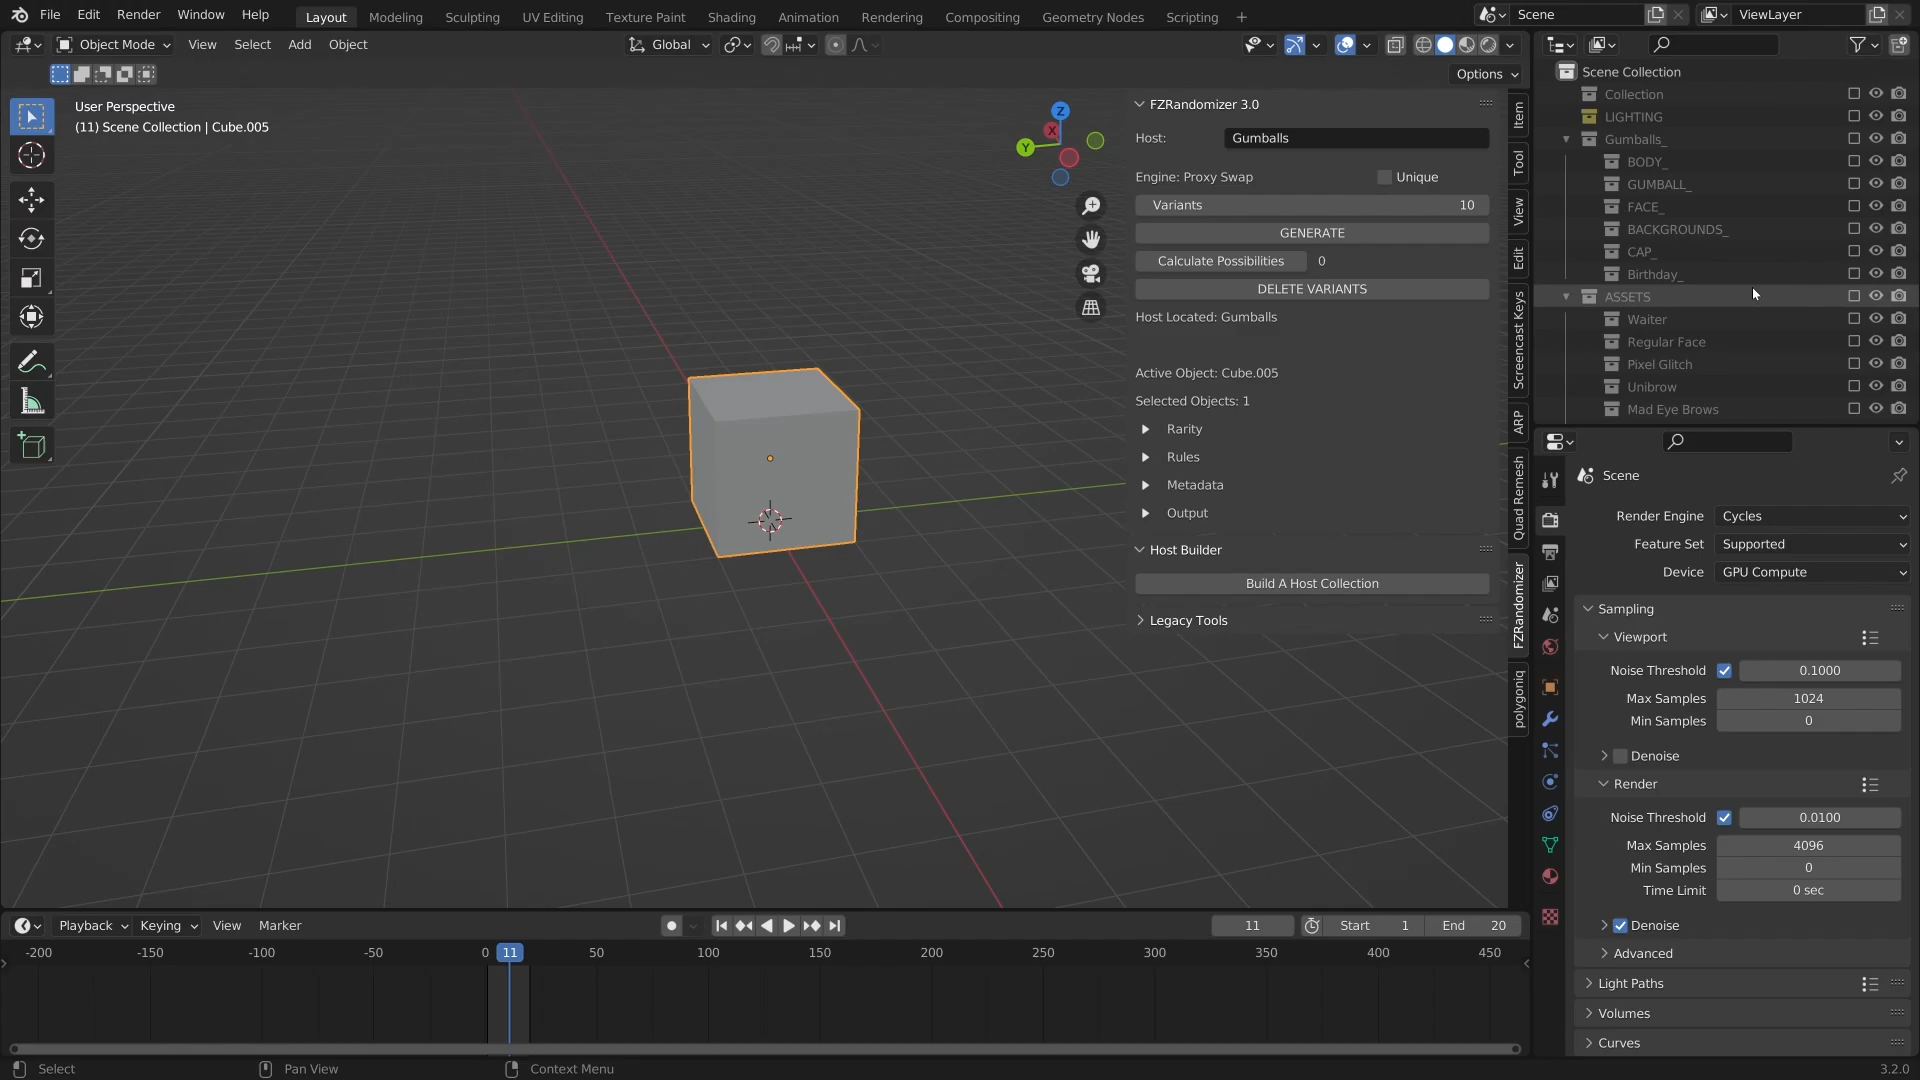 File Edit Render Window Help Layout Modeling Sculpting UV Editing Texture Paint Shading Animation Rendering Compositing Geometry Nodes Scripting + Scene ViewLayer
Object Mode View Select Add Object Global
Options
User Perspective
(11) Scene Collection | Cube.005
Z
X
Y
FZRandomizer 3.0
Host: Gumballs
Engine: Proxy Swap Unique
Variants 10
GENERATE
Calculate Possibilities 0
DELETE VARIANTS
Host Located: Gumballs
Active Object: Cube.005
Selected Objects: 1
Rarity
Rules
Metadata
Output
Host Builder
Build A Host Collection
Legacy Tools
Item
Tool
View
Edit
Screencast Keys
ARP
Quad Remesh
FZRandomizer
polygoniq
Scene Collection
Collection
LIGHTING
Gumballs_
BODY_
GUMBALL_
FACE_
BACKGROUNDS_
CAP_
Birthday_
ASSETS
Waiter
Regular Face
Pixel Glitch
Unibrow
Mad Eye Brows
Scene
Render Engine Cycles
Feature Set Supported
Device GPU Compute
Sampling
Viewport
Noise Threshold 0.1000
Max Samples 1024
Min Samples 0
Denoise
Render
Noise Threshold 0.0100
Max Samples 4096
Min Samples 0
Time Limit 0 sec
Denoise
Advanced
Light Paths
Volumes
Curves
Playback Keying View Marker 11 Start 1 End 20
-200 -150 -100 -50 0 11 50 100 150 200 250 300 350 400 450
Select Pan View Context Menu 3.2.0